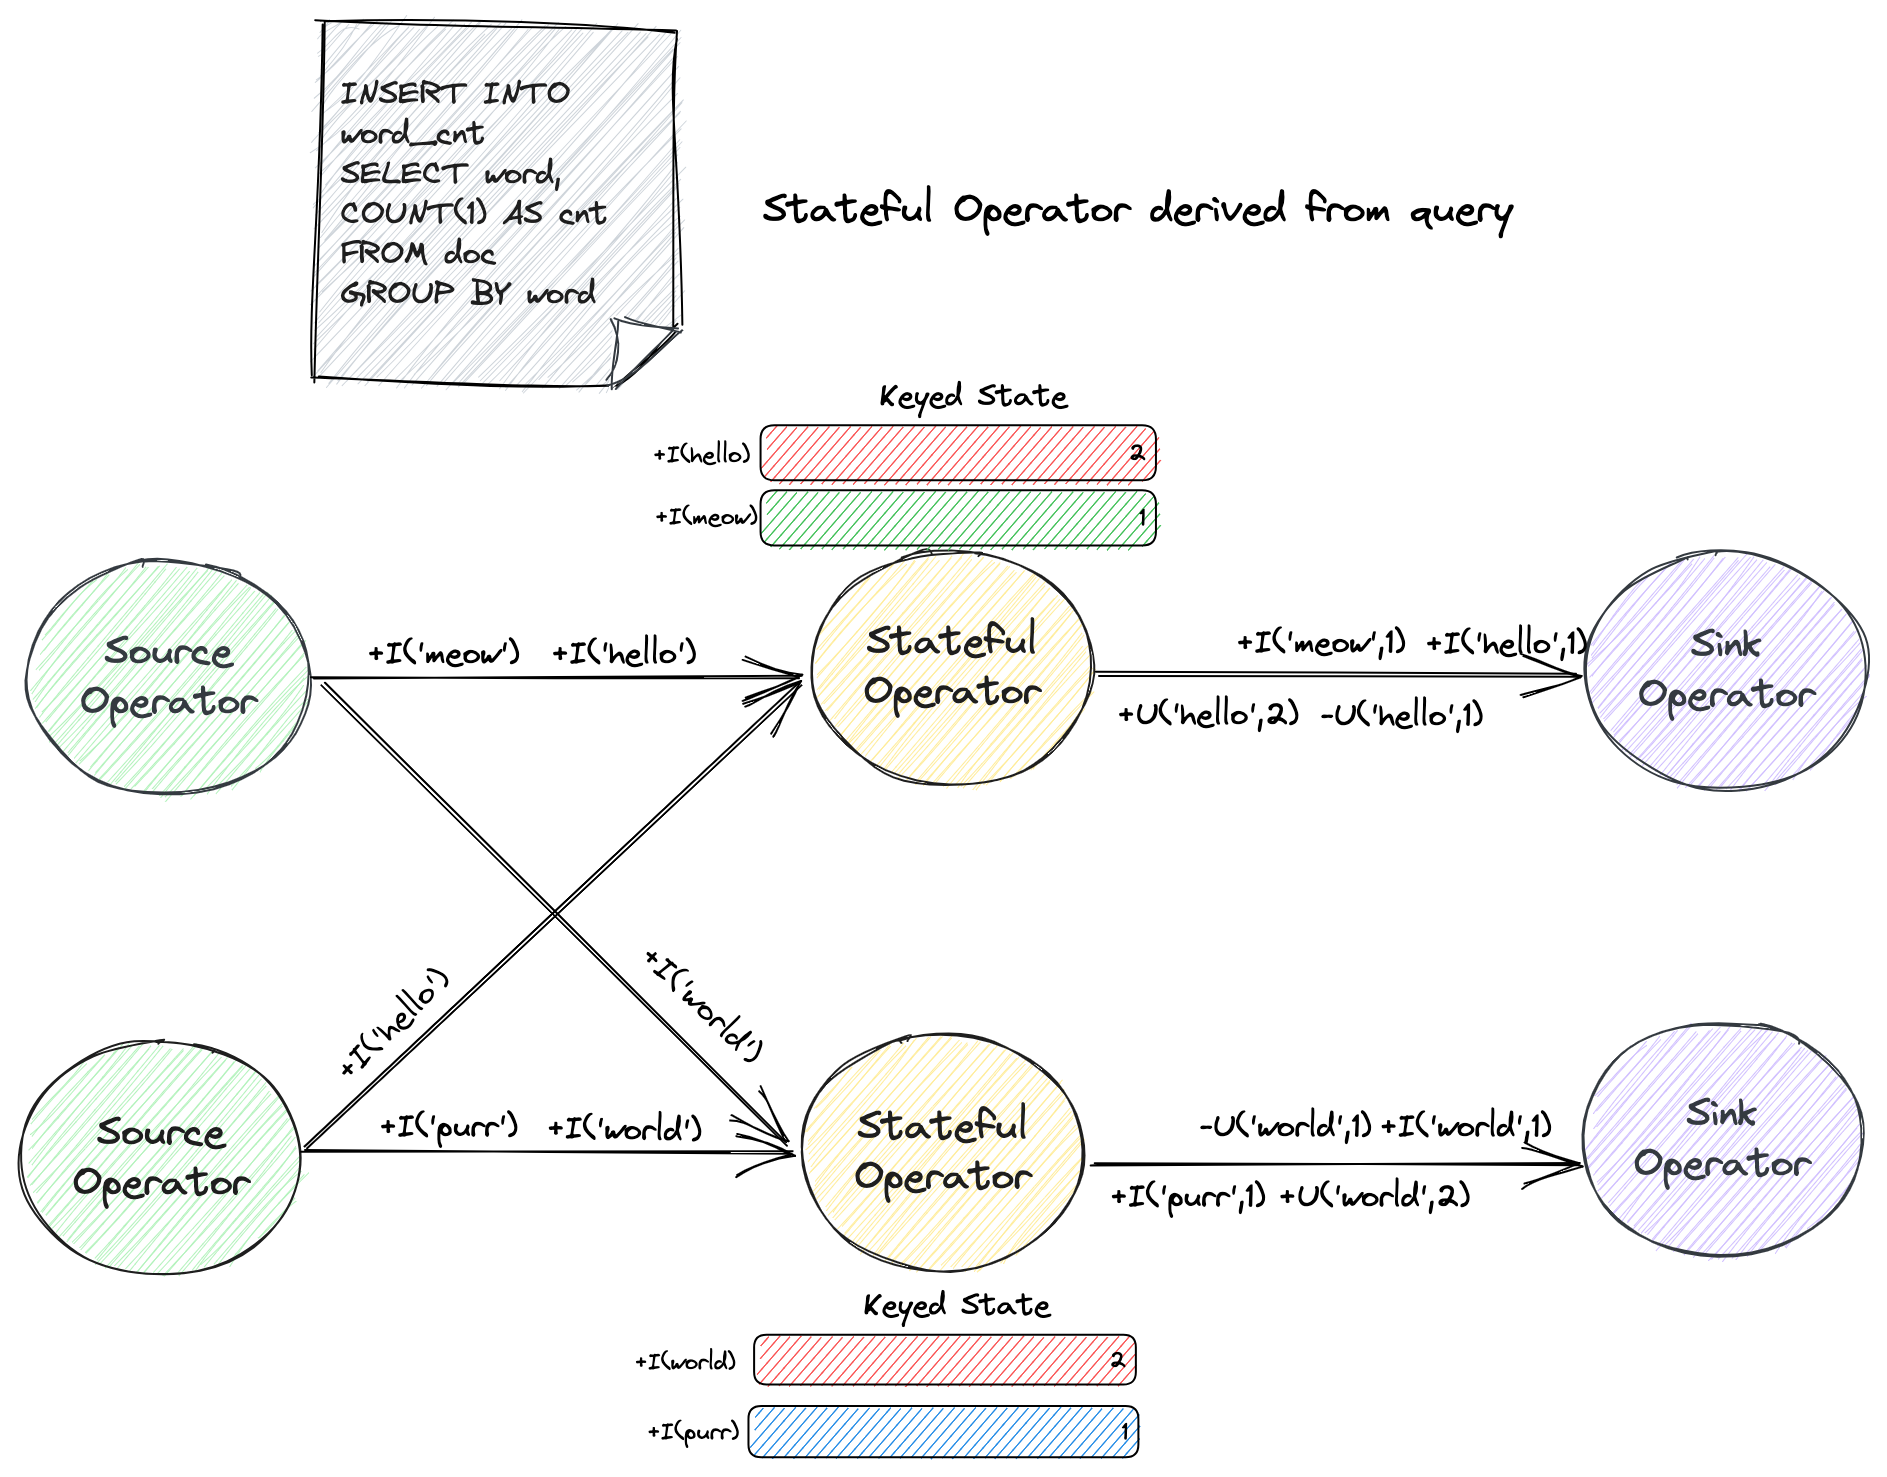 INSERT INTO
word_cnt
SELECT word,
COUNT(1) AS cnt
FROM doc
GROUP BY word
Stateful Operator derived from query
Keyed State
+I(hello) 2
+I(meow) 1
Source
Operator
+I('meow') +I('hello')
Stateful
Operator
+I('meow',1) +I('hello',1)
+U('hello',2) -U('hello',1)
Sink
Operator
+I('hello')
+I('world')
Source
Operator
+I('purr') +I('world')
Stateful
Operator
-U('world',1) +I('world',1)
+I('purr',1) +U('world',2)
Sink
Operator
Keyed State
+I(world) 2
+I(purr) 1